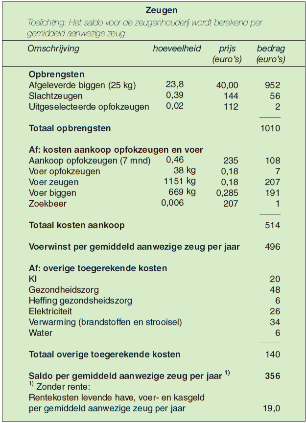 Zeugen
Toelichting: Het saldo voor de zeugenhouderij wordt berekend per
gemiddeld aanwezige zeug
Omschrijving hoeveelheid prijs bedrag
(euro's) (euro's)
Opbrengsten
Afgeleverde biggen (25 kg) 23,8 40,00 952
Slachtzeugen 0,39 144 56
Uitgeselecteerde opfokzeugen 0,02 112 2
Totaal opbrengsten 1010
Af: kosten aankoop opfokzeugen en voer
Aankoop opfokzeugen (7 mnd) 0,46 235 108
Voer opfokzeugen 38 kg 0,18 7
Voer zeugen 1151 kg 0,18 207
Voer biggen 669 kg 0,285 191
Zoekbeer 0,006 207 1
Totaal kosten aankoop 514
Voerwinst per gemiddeld aanwezige zeug per jaar 496
Af: overige toegerekende kosten
KI 20
Gezondheidszorg 48
Heffing gezondsheidszorg 6
Elektriciteit 26
Verwarming (brandstoffen en strooisel) 34
Water 6
Totaal overige toegerekende kosten 140
Saldo per gemiddeld aanwezige zeug per jaar 1) 356
1) Zonder rente:
Rentekosten levende have, voer- en kasgeld
per gemiddeld aanwezige zeug per jaar 19,0